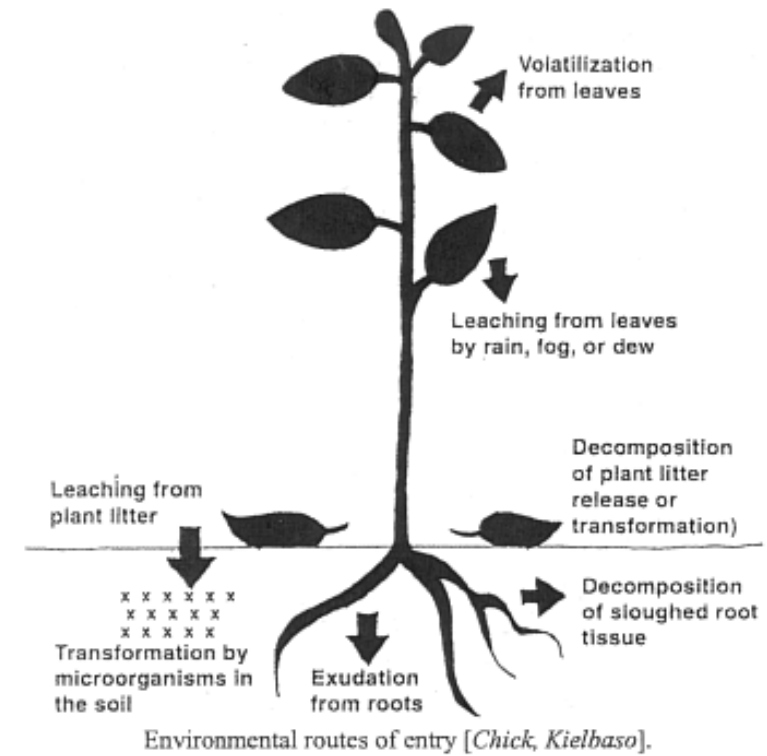 Volatilization
from leaves
Leaching from leaves
by rain, fog, or dew
Decomposition
of plant litter
release or
transformation)
Leaching from
plant litter
Decomposition
of sloughed root
tissue
x x x x x x
x x x x x
x x x x x
Transformation by
microorganisms in
the soil
Exudation
from roots
Environmental routes of entry [Chick, Kielbaso].